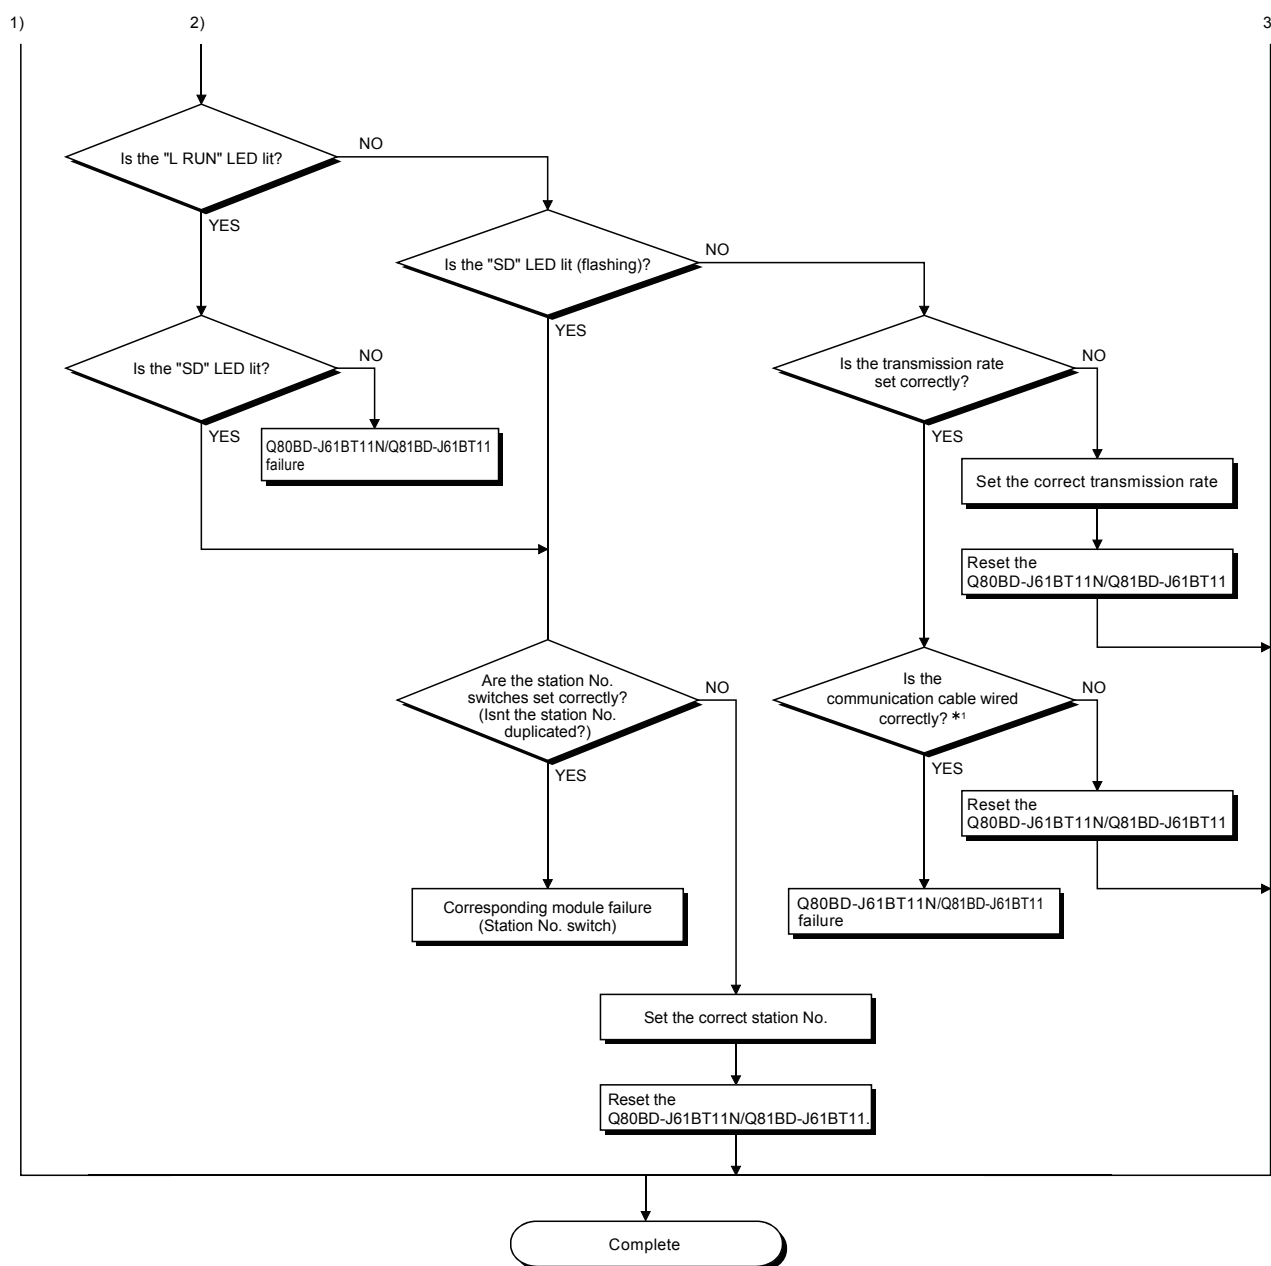 1)
2)
3
Is the "L RUN" LED lit?
NO
YES
Is the "SD" LED lit (flashing)?
NO
YES
Is the "SD" LED lit?
NO
YES
Q80BD-J61BT11N/Q81BD-J61BT11
failure
Is the transmission rate
set correctly?
NO
YES
Set the correct transmission rate
Reset the
Q80BD-J61BT11N/Q81BD-J61BT11
Are the station No.
switches set correctly?
(Isnt the station No.
duplicated?)
NO
YES
Is the
communication cable wired
correctly? *1
NO
YES
Reset the
Q80BD-J61BT11N/Q81BD-J61BT11
Corresponding module failure
(Station No. switch)
Q80BD-J61BT11N/Q81BD-J61BT11
failure
Set the correct station No.
Reset the
Q80BD-J61BT11N/Q81BD-J61BT11.
Complete